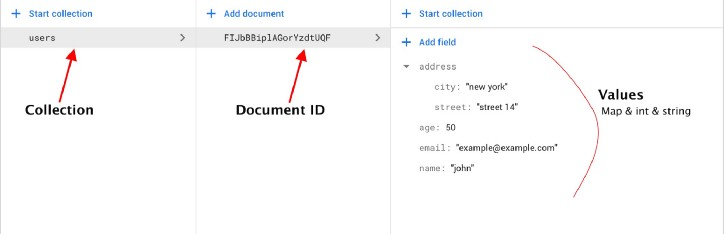 + Start collection
users
Collection
+ Add document
FIJbBBiplAGorYzdtUQF
Document ID
+ Start collection
+ Add field
address
city: "new york"
street: "street 14"
age: 50
email: "example@example.com"
name: "john"
Values
Map & int & string